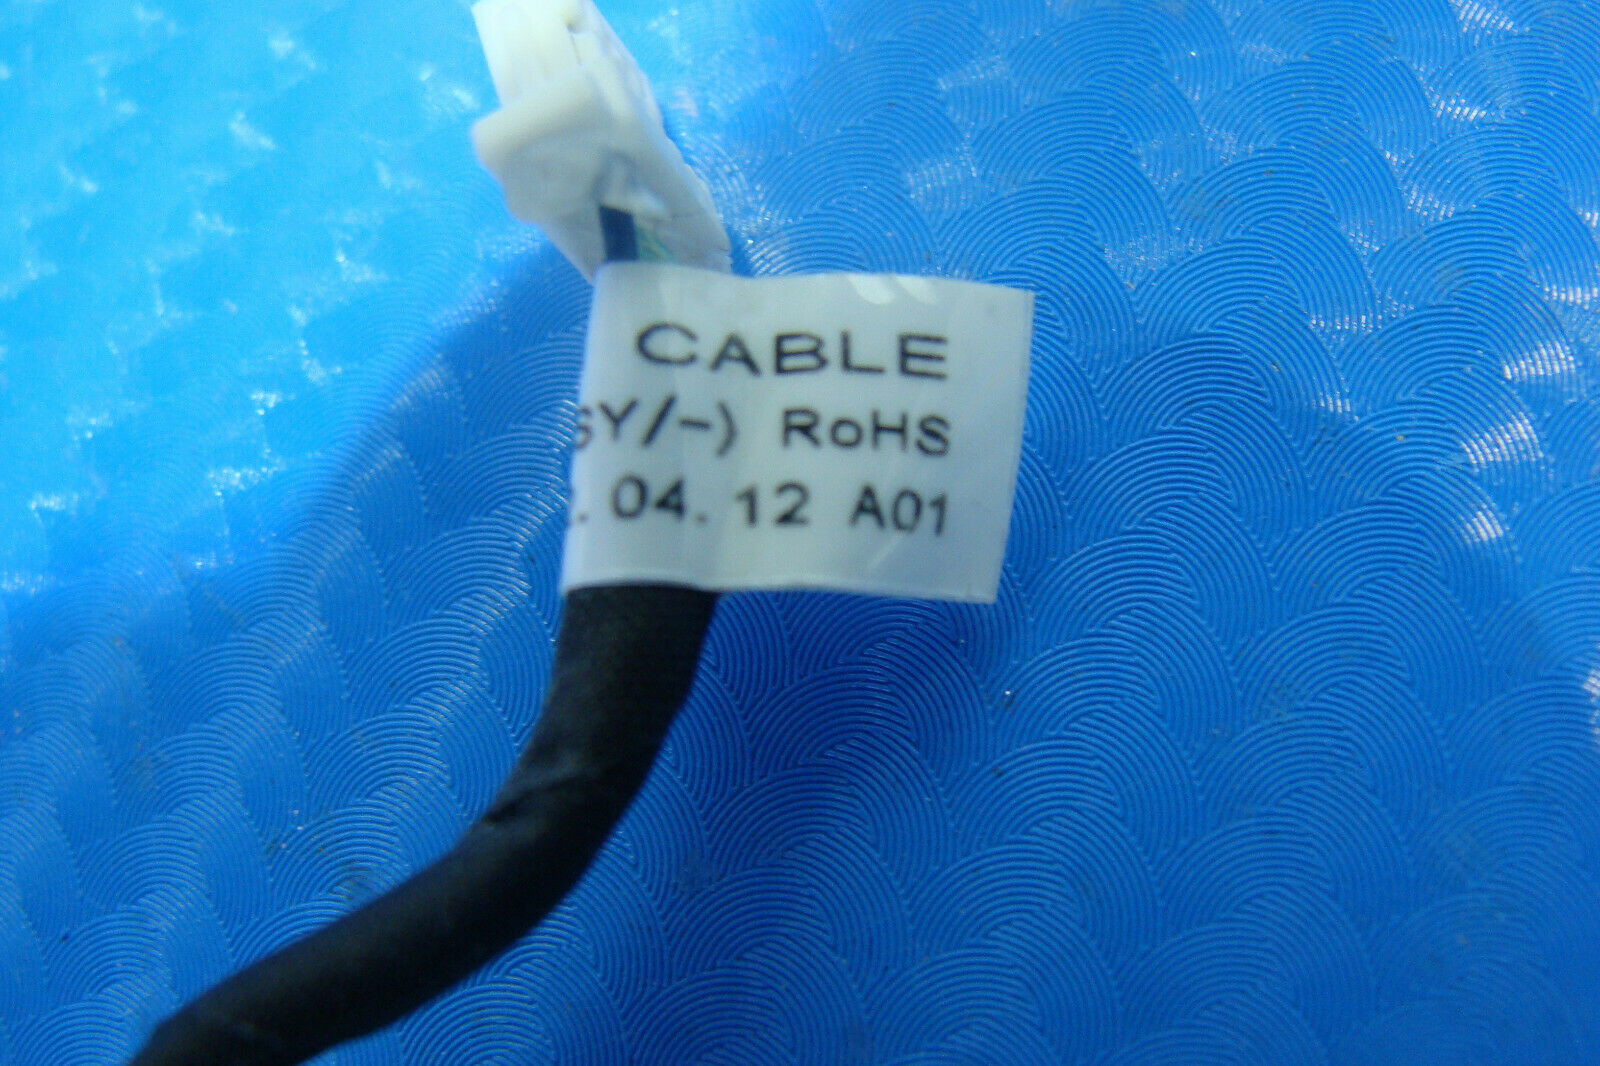 CABLE
SY/-) RoHS
. 04. 12 A01